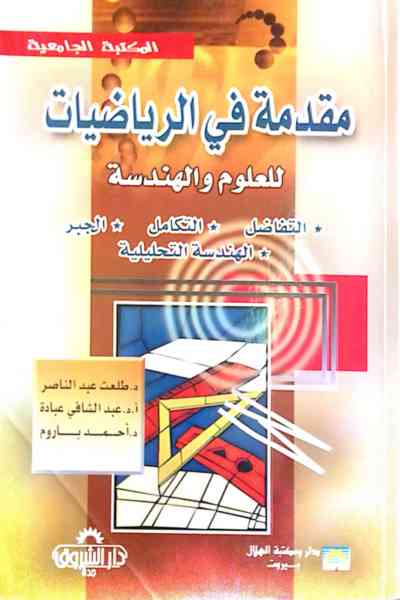 المكتبة الجامعية
مقدمة في الرياضيات
للعلوم والهندسة
★ التفاضل ★ التكامل ★ الجبر
★ الهندسة التحليلية
د. طلعت عبد الناصر
أ.د. عبد الشافي عبادة
د. أحمد باروم
دار الشروق
جدة
دار ومكتبة الهلال
بيروت